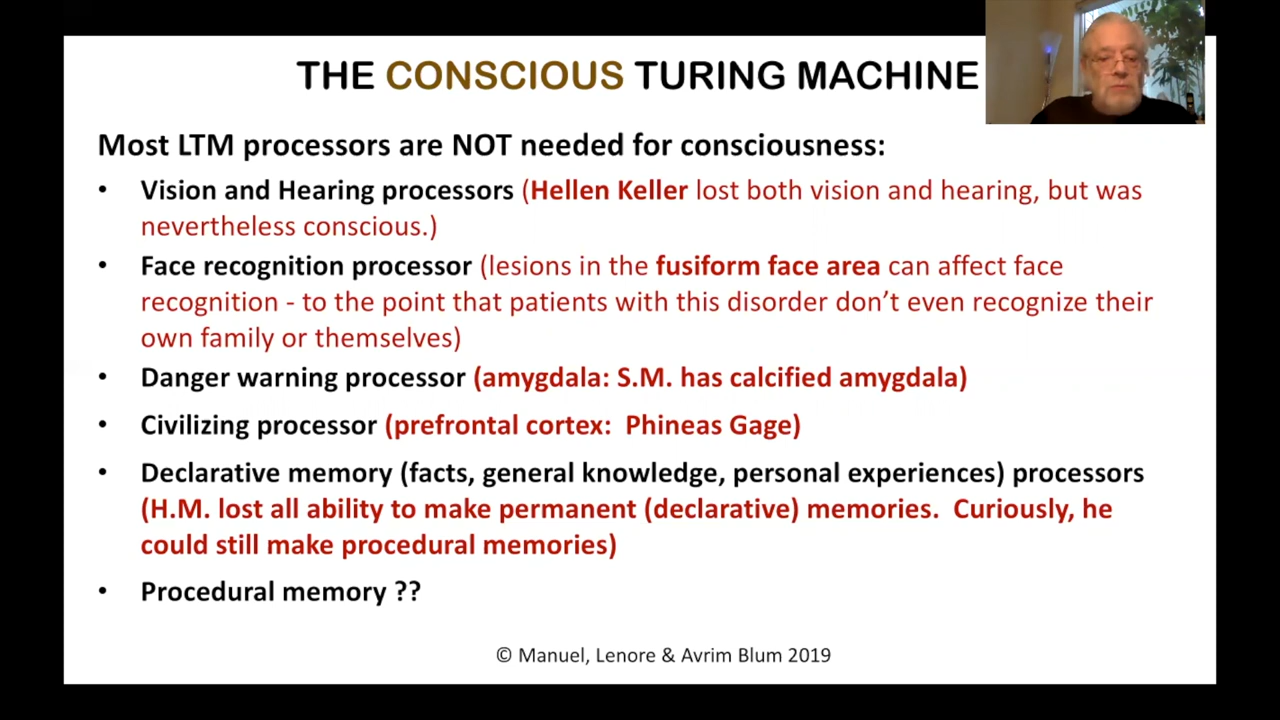 THE CONSCIOUS TURING MACHINE
Most LTM processors are NOT needed for consciousness:
• Vision and Hearing processors (Hellen Keller lost both vision and hearing, but was
nevertheless conscious.)
• Face recognition processor (lesions in the fusiform face area can affect face
recognition - to the point that patients with this disorder don’t even recognize their
own family or themselves)
• Danger warning processor (amygdala: S.M. has calcified amygdala)
• Civilizing processor (prefrontal cortex: Phineas Gage)
• Declarative memory (facts, general knowledge, personal experiences) processors
(H.M. lost all ability to make permanent (declarative) memories. Curiously, he
could still make procedural memories)
• Procedural memory ??
© Manuel, Lenore & Avrim Blum 2019